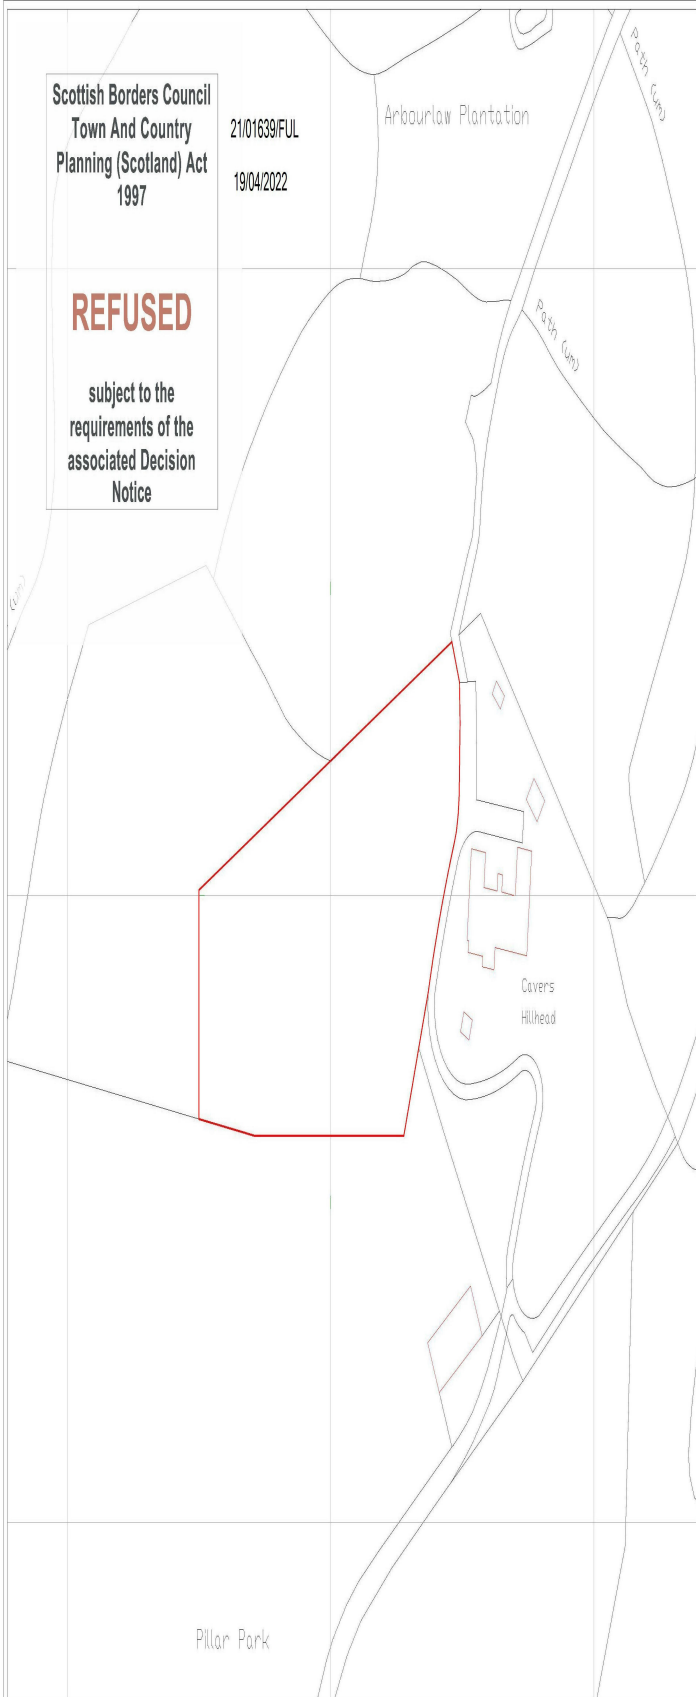 Scottish Borders Council
Town And Country
Planning (Scotland) Act
1997
REFUSED
subject to the
requirements of the
associated Decision
Notice
21/01639/FUL
19/04/2022
Arbourlaw Plantation
Path (um)
Path (um)
(um)
Cavers
Hillhead
Pillar Park